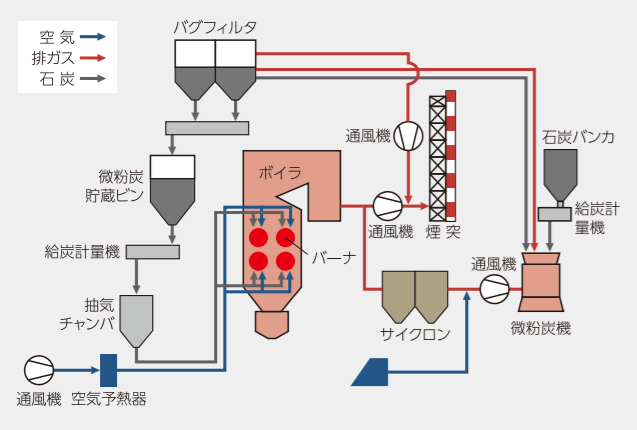 空 気
排ガス
石 炭
バグフィルタ
通風機
石炭バンカ
微粉炭
貯蔵ビン
ボイラ
給炭計
量機
通風機
煙 突
給炭計量機
バーナ
通風機
抽気
チャンバ
サイクロン
微粉炭機
通風機
空気予熱器